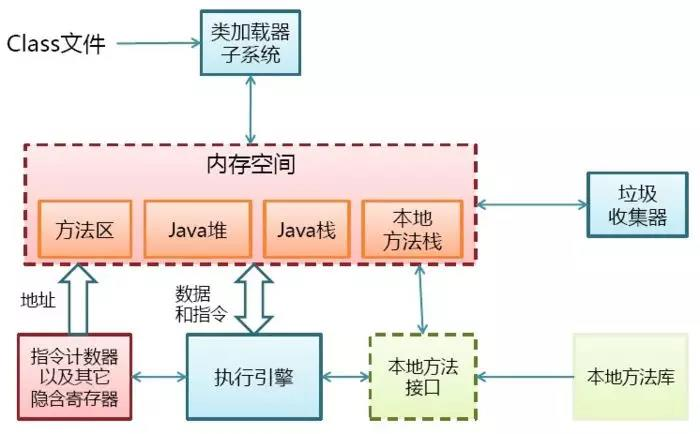 Class文件
类加载器
子系统
内存空间
方法区
Java堆
Java栈
本地
方法栈
垃圾
收集器
地址
数据
和指令
指令计数器
以及其它
隐含寄存器
执行引擎
本地方法
接口
本地方法库